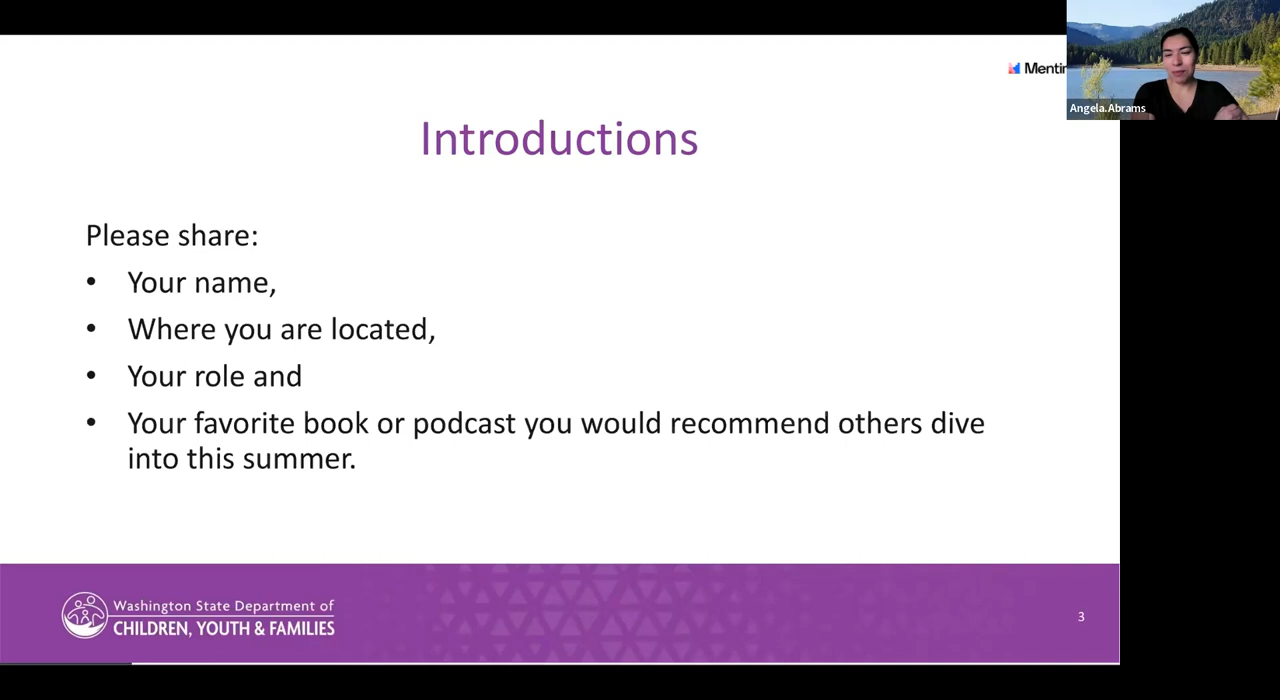 Mentin
Angela.Abrams
Introductions
Please share:
• Your name,
• Where you are located,
• Your role and
• Your favorite book or podcast you would recommend others dive
into this summer.
Washington State Department of
CHILDREN, YOUTH & FAMILIES
3